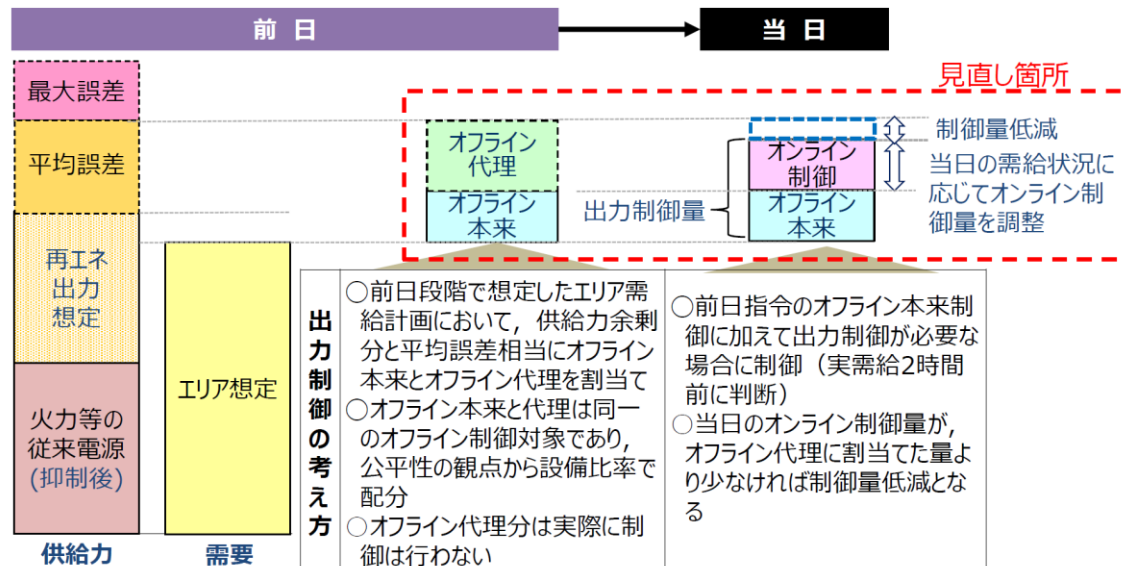 前 日
当 日
見直し箇所
最大誤差
平均誤差
再エネ
出力
想定
火力等の
従来電源
(抑制後)
供給力
エリア想定
需要
オフライン
代理
オフライン
本来
出力制御量
オンライン
制御
オフライン
本来
制御量低減
当日の需給状況に
応じてオンライン制
御量を調整
出力制御の考え方
○前日段階で想定したエリア需
給計画において，供給力余剰
分と平均誤差相当にオフライン
本来とオフライン代理を割当て
○オフライン本来と代理は同一
のオフライン制御対象であり，
公平性の観点から設備比率で
配分
○オフライン代理分は実際に制
御は行わない
○前日指令のオフライン本来制
御に加えて出力制御が必要な
場合に制御（実需給2時間
前に判断）
○当日のオンライン制御量が，
オフライン代理に割当てた量よ
り少なければ制御量低減とな
る